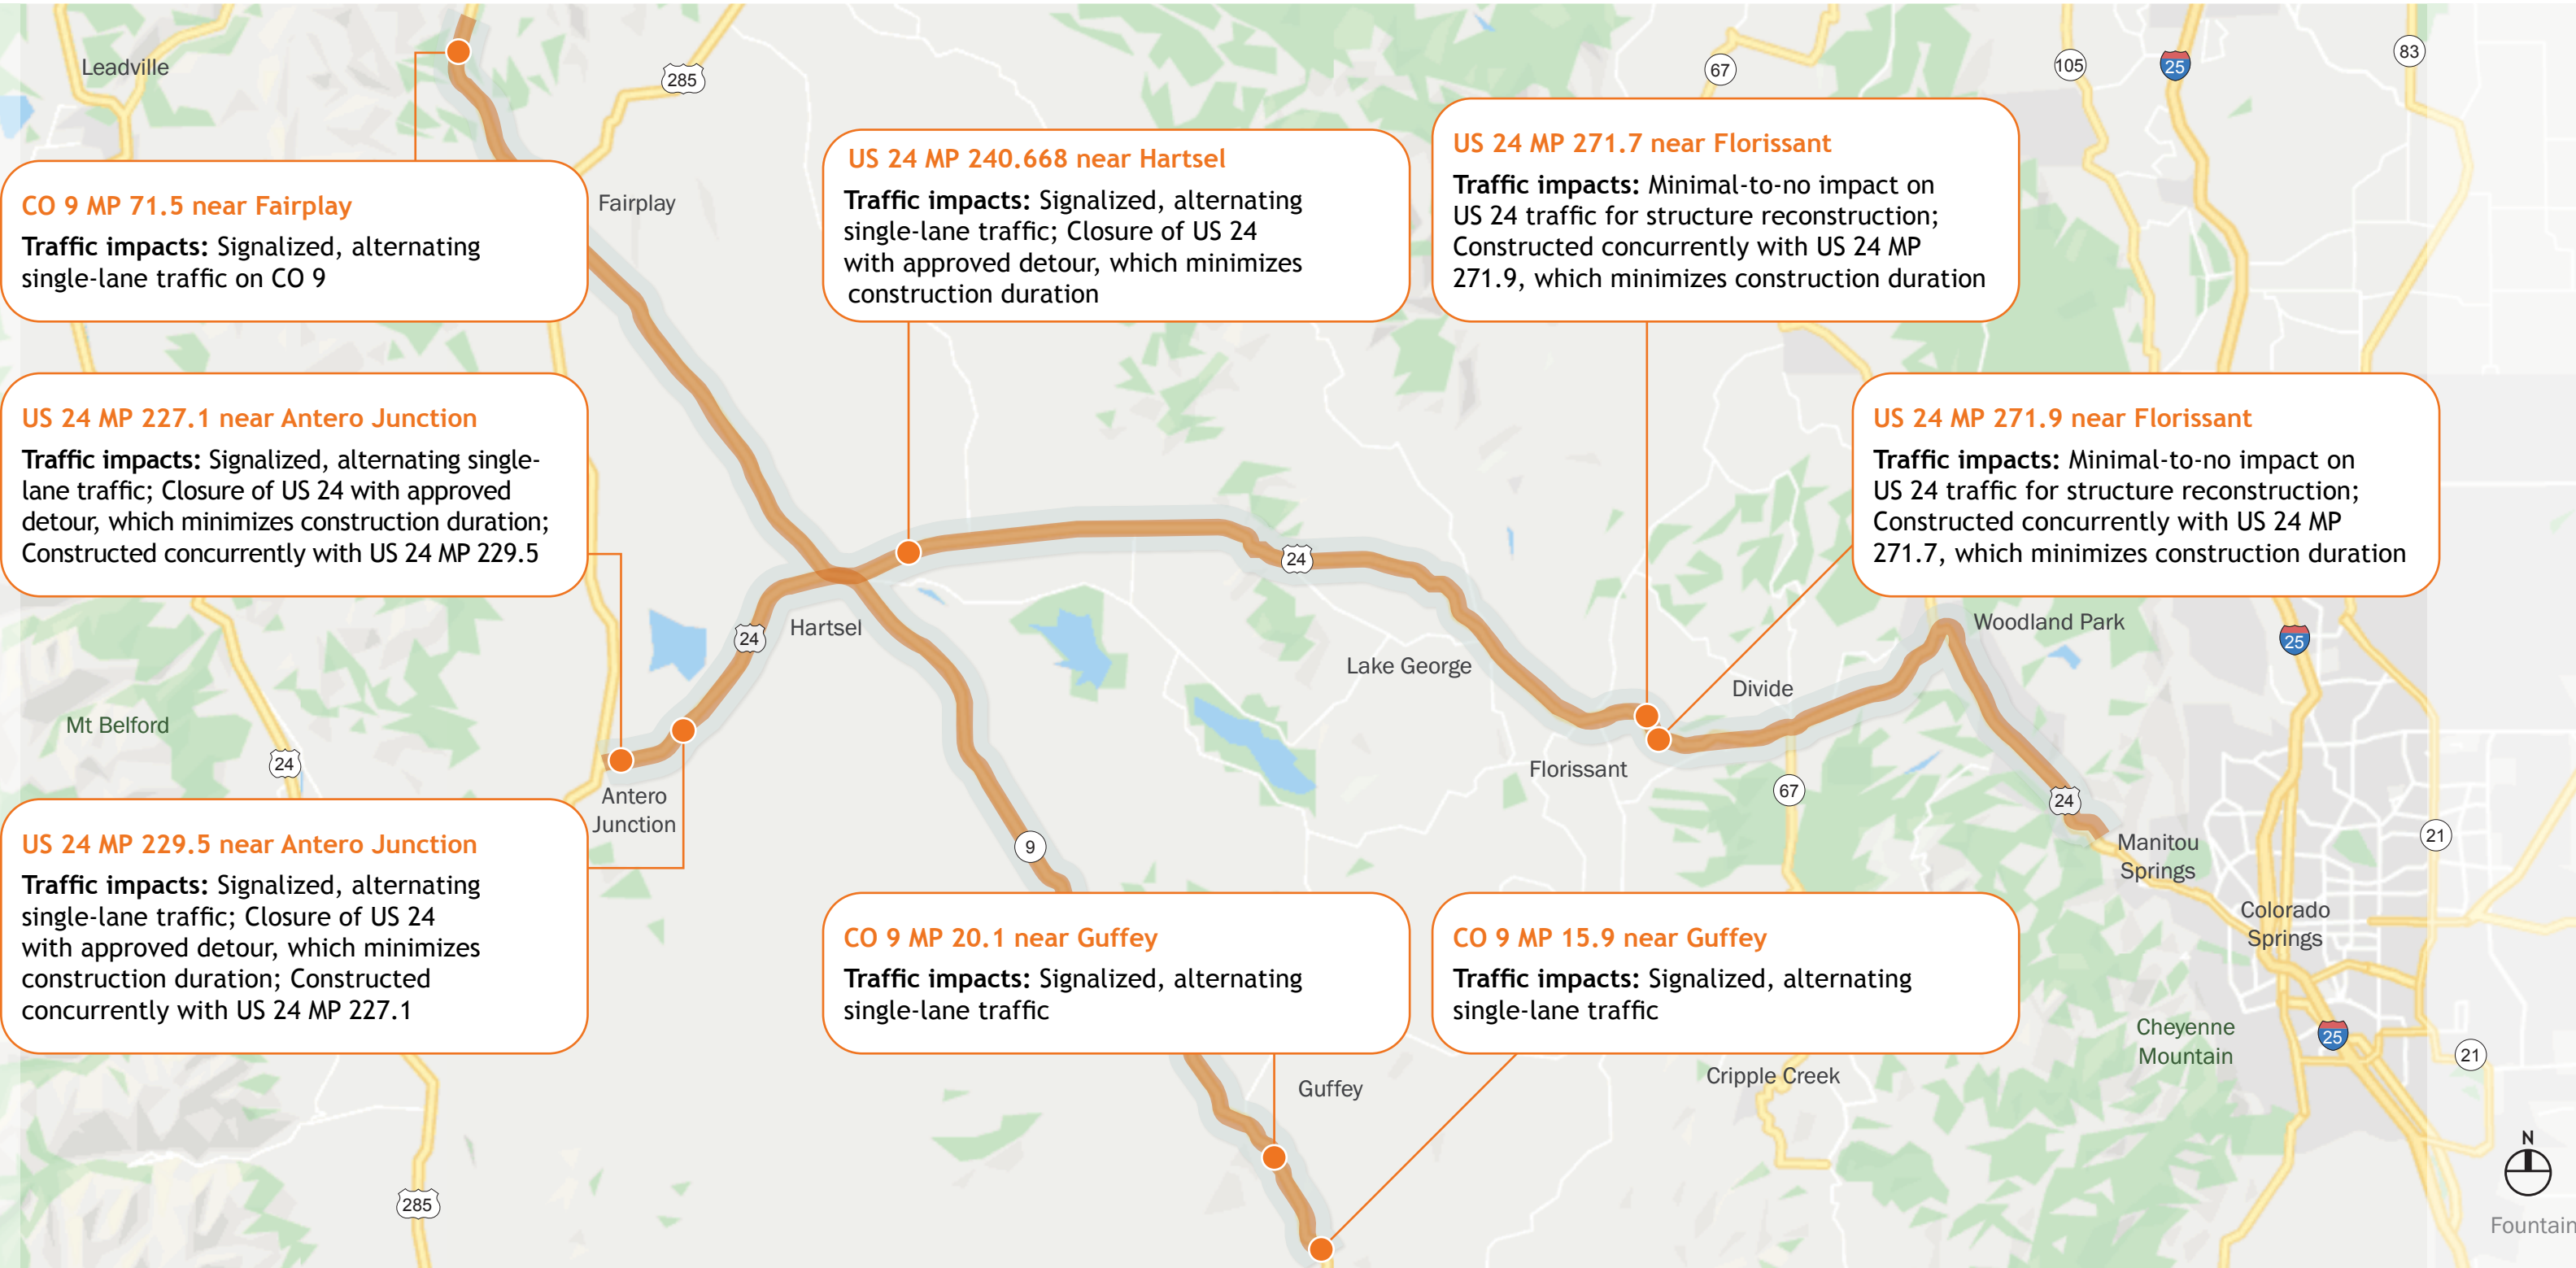 Leadville
285
67
105
25
83
CO 9 MP 71.5 near Fairplay
Traffic impacts: Signalized, alternating
single-lane traffic on CO 9
Fairplay
US 24 MP 240.668 near Hartsel
Traffic impacts: Signalized, alternating
single-lane traffic; Closure of US 24
with approved detour, which minimizes
construction duration
US 24 MP 271.7 near Florissant
Traffic impacts: Minimal-to-no impact on
US 24 traffic for structure reconstruction;
Constructed concurrently with US 24 MP
271.9, which minimizes construction duration
US 24 MP 227.1 near Antero Junction
Traffic impacts: Signalized, alternating single-
lane traffic; Closure of US 24 with approved
detour, which minimizes construction duration;
Constructed concurrently with US 24 MP 229.5
US 24 MP 271.9 near Florissant
Traffic impacts: Minimal-to-no impact on
US 24 traffic for structure reconstruction;
Constructed concurrently with US 24 MP
271.7, which minimizes construction duration
24
24
Hartsel
Lake George
Divide
Woodland Park
25
Mt Belford
24
Antero
Junction
Florissant
67
24
Manitou
Springs
21
9
US 24 MP 229.5 near Antero Junction
Traffic impacts: Signalized, alternating
single-lane traffic; Closure of US 24
with approved detour, which minimizes
construction duration; Constructed
concurrently with US 24 MP 227.1
CO 9 MP 20.1 near Guffey
Traffic impacts: Signalized, alternating
single-lane traffic
CO 9 MP 15.9 near Guffey
Traffic impacts: Signalized, alternating
single-lane traffic
Colorado
Springs
Cheyenne
Mountain
25
21
Guffey
Cripple Creek
285
N
Fountain